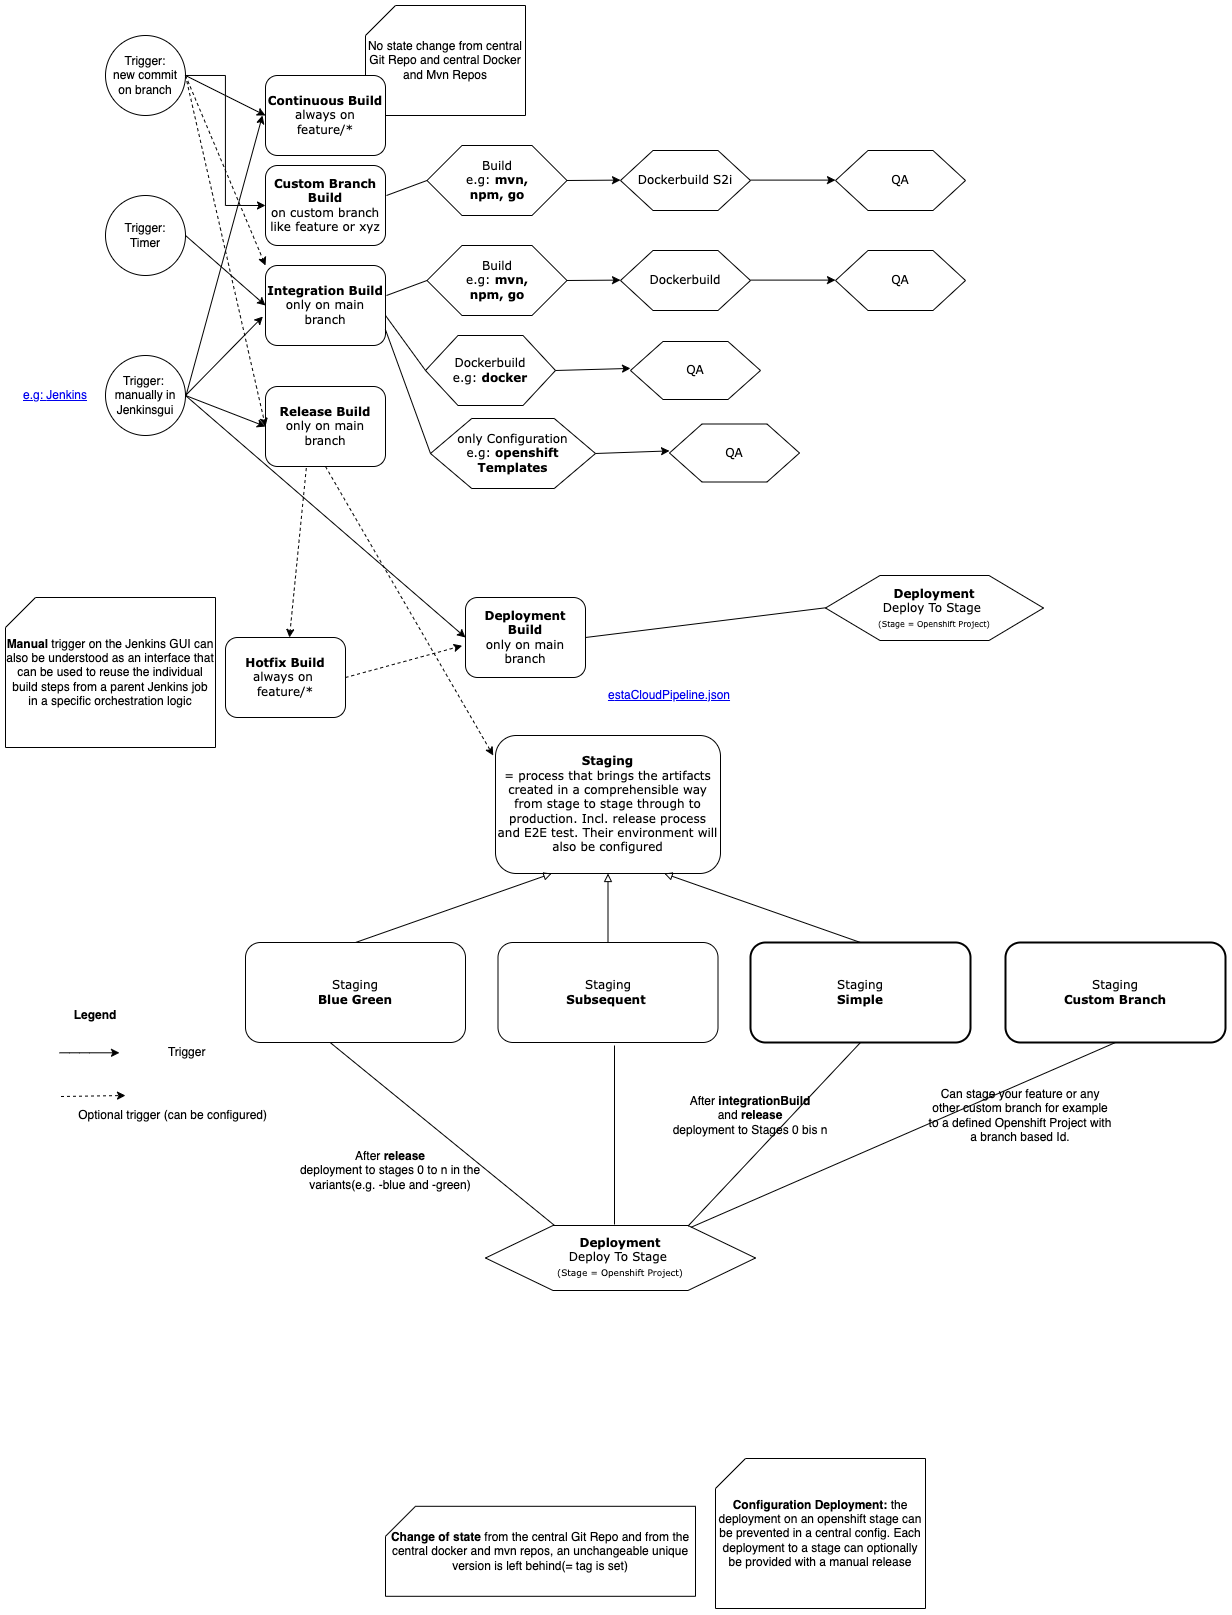 No state change from central
Git Repo and central Docker
and Mvn Repos
Trigger:
new commit
on branch
Continuous Build
always on
feature/*
Custom Branch
Build
on custom branch
like feature or xyz
Build
e.g: mvn,
npm, go
Dockerbuild S2i
QA
Trigger:
Timer
Integration Build
only on main
branch
Build
e.g: mvn,
npm, go
Dockerbuild
QA
Dockerbuild
e.g: docker
QA
e.g: Jenkins
Trigger:
manually in
Jenkinsgui
Release Build
only on main
branch
only Configuration
e.g: openshift
Templates
QA
Deployment
Deploy To Stage
(Stage = Openshift Project)
Deployment
Build
only on main
branch
Manual trigger on the Jenkins GUI can
also be understood as an interface that
can be used to reuse the individual
build steps from a parent Jenkins job
in a specific orchestration logic
Hotfix Build
always on
feature/*
estaCloudPipeline.json
Staging
= process that brings the artifacts
created in a comprehensible way
from stage to stage through to
production. Incl. release process
and E2E test. Their environment will
also be configured
Staging
Blue Green
Staging
Subsequent
Staging
Simple
Staging
Custom Branch
Legend
Trigger
Optional trigger (can be configured)
After integrationBuild
and release
deployment to Stages 0 bis n
Can stage your feature or any
other custom branch for example
to a defined Openshift Project with
a branch based Id.
After release
deployment to stages 0 to n in the
variants(e.g. -blue and -green)
Deployment
Deploy To Stage
(Stage = Openshift Project)
Change of state from the central Git Repo and from the
central docker and mvn repos, an unchangeable unique
version is left behind(= tag is set)
Configuration Deployment: the
deployment on an openshift stage can
be prevented in a central config. Each
deployment to a stage can optionally
be provided with a manual release